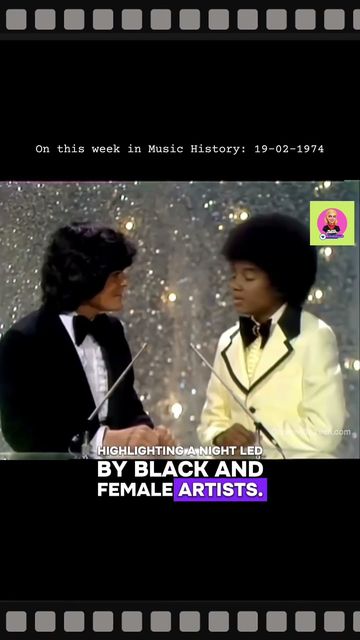 On this week in Music History: 19-02-1974
HIGHLIGHTING A NIGHT LED
BY BLACK AND
FEMALE ARTISTS.